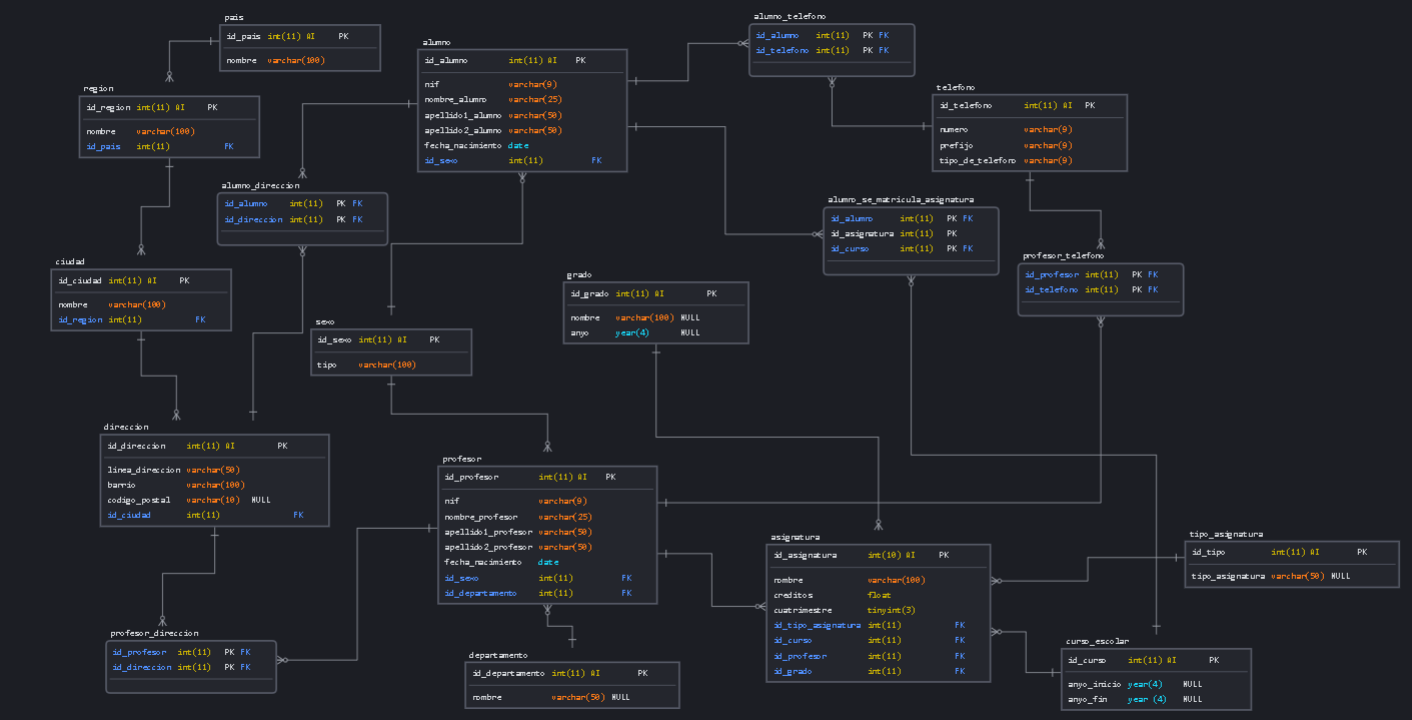 pais
id_pais int(11) AI PK
nombre varchar(100)
region
id_region int(11) AI PK
nombre varchar(100)
id_pais int(11) FK
alumno
id_alumno int(11) AI PK
nif varchar(9)
nombre_alumno varchar(25)
apellido1_alumno varchar(50)
apellido2_alumno varchar(50)
fecha_nacimiento date
id_sexo int(11) FK
alumno_telefono
id_alumno int(11) PK FK
id_telefono int(11) PK FK
telefono
id_telefono int(11) AI PK
numero varchar(9)
prefijo varchar(9)
tipo_de_telefono varchar(9)
alumno_direccion
id_alumno int(11) PK FK
id_direccion int(11) PK FK
alumno_se_matricula_asignatura
id_alumno int(11) PK FK
id_asignatura int(11) PK
id_curso int(11) PK FK
profesor_telefono
id_profesor int(11) PK FK
id_telefono int(11) PK FK
ciudad
id_ciudad int(11) AI PK
nombre varchar(100)
id_region int(11) FK
grado
id_grado int(11) AI PK
nombre varchar(100) NULL
anyo year(4) NULL
sexo
id_sexo int(11) AI PK
tipo varchar(100)
direccion
id_direccion int(11) AI PK
linea_direccion varchar(50)
barrio varchar(100)
codigo_postal varchar(10) NULL
id_ciudad int(11) FK
profesor
id_profesor int(11) AI PK
nif varchar(9)
nombre_profesor varchar(25)
apellido1_profesor varchar(50)
apellido2_profesor varchar(50)
fecha_nacimiento date
id_sexo int(11) FK
id_departamento int(11) FK
asignatura
id_asignatura int(10) AI PK
nombre varchar(100)
creditos float
cuatrimestre tinyint(3)
id_tipo_asignatura int(11) FK
id_curso int(11) FK
id_profesor int(11) FK
id_grado int(11) FK
tipo_asignatura
id_tipo int(11) AI PK
tipo_asignatura varchar(50) NULL
profesor_direccion
id_profesor int(11) PK FK
id_direccion int(11) PK FK
departamento
id_departamento int(11) AI PK
nombre varchar(50) NULL
curso_escolar
id_curso int(11) AI PK
anyo_inicio year(4) NULL
anyo_fin year (4) NULL